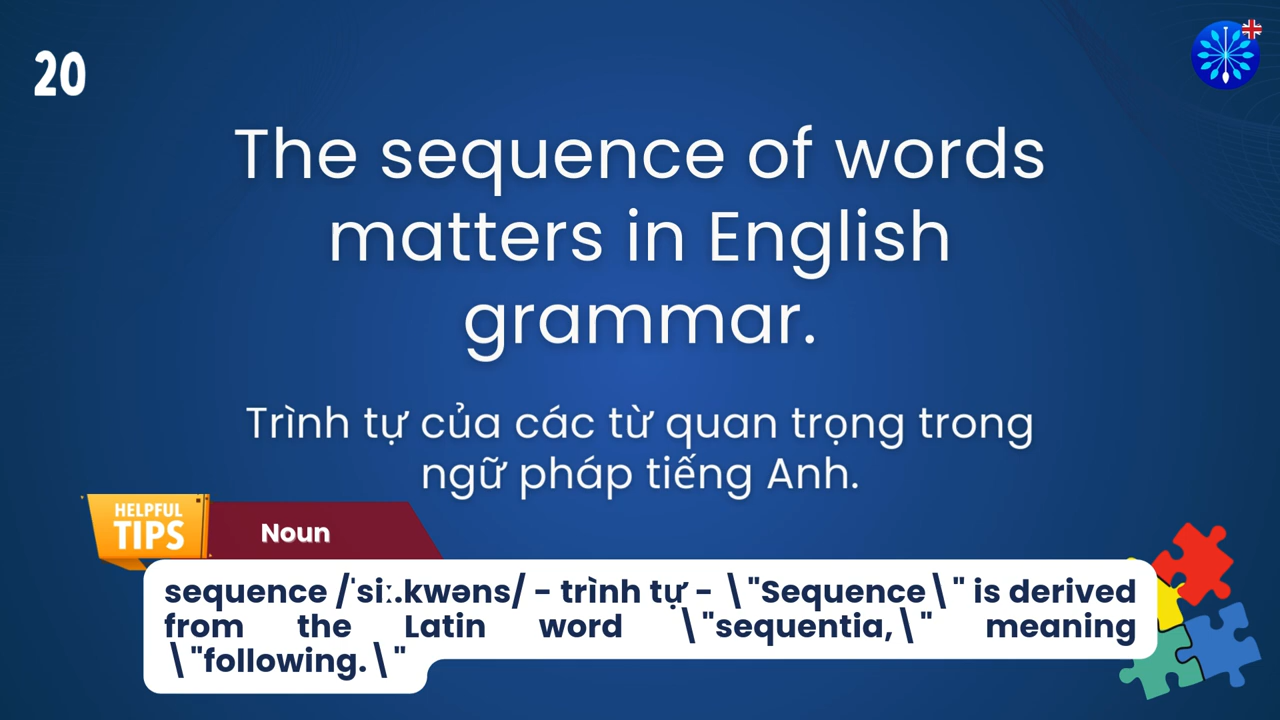 20
The sequence of words
matters in English
grammar.
Trình tự của các từ quan trọng trong
ngữ pháp tiếng Anh.
HELPFUL
TIPS
Noun
sequence /ˈsiː.kwəns/ - trình tự - \"Sequence\" is derived
from the Latin word \"sequentia,\" meaning
\"following.\"